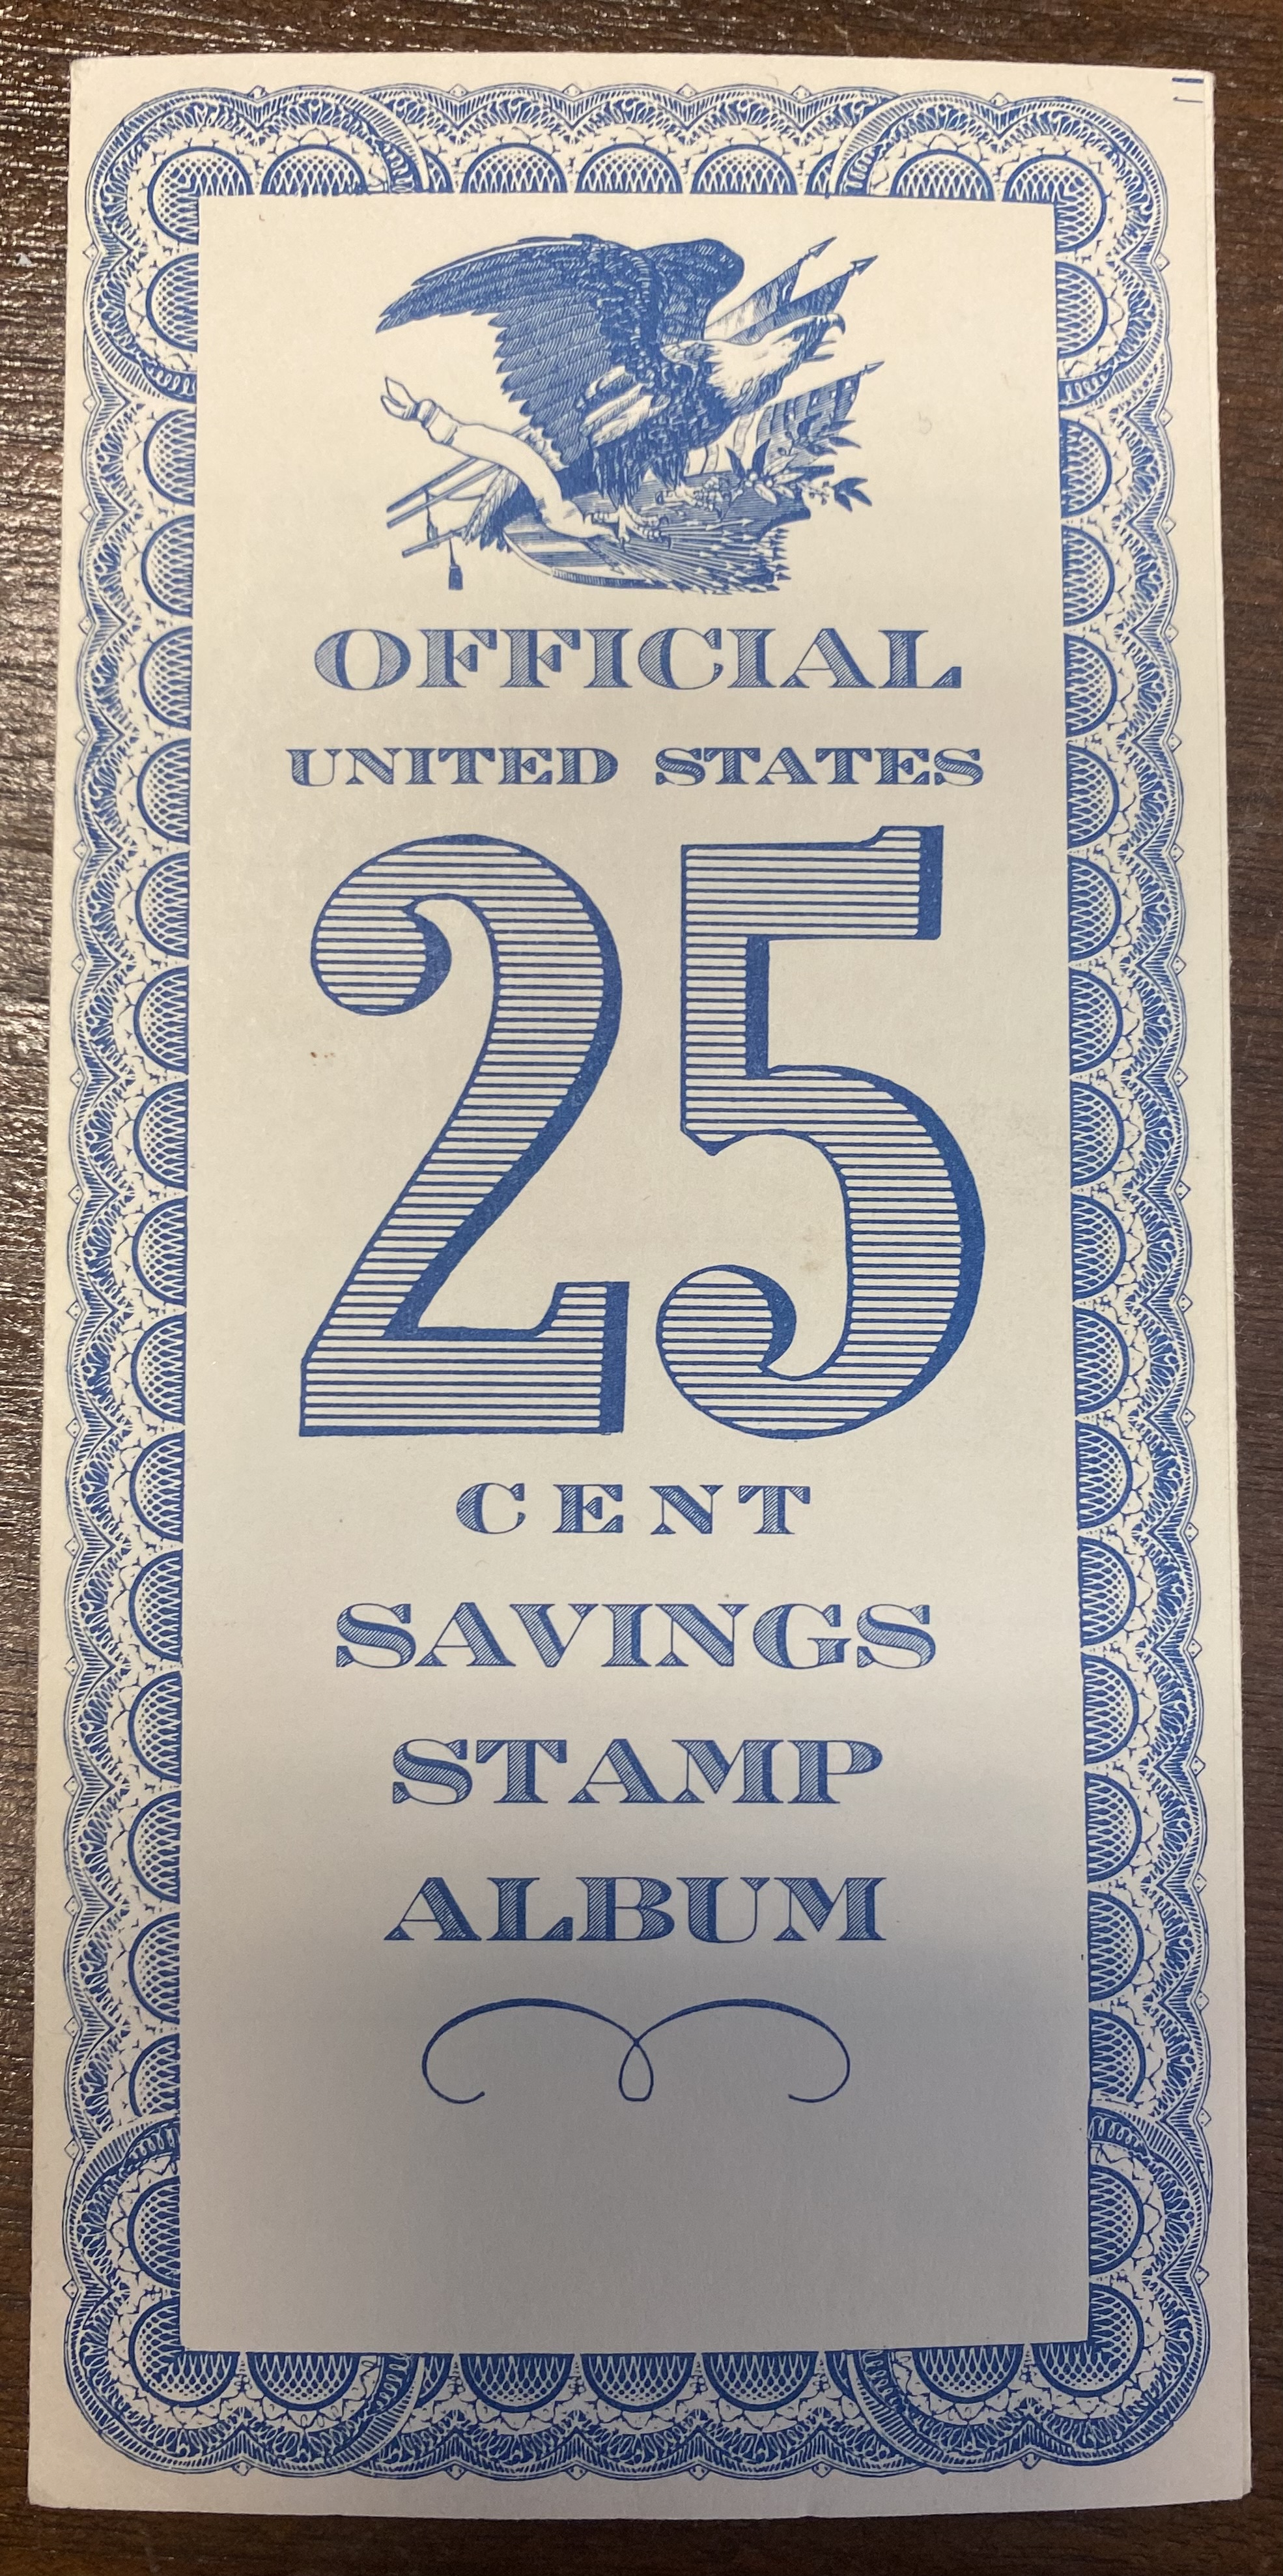 OFFICIAL
UNITED STATES
25
CENT
SAVINGS
STAMP
ALBUM